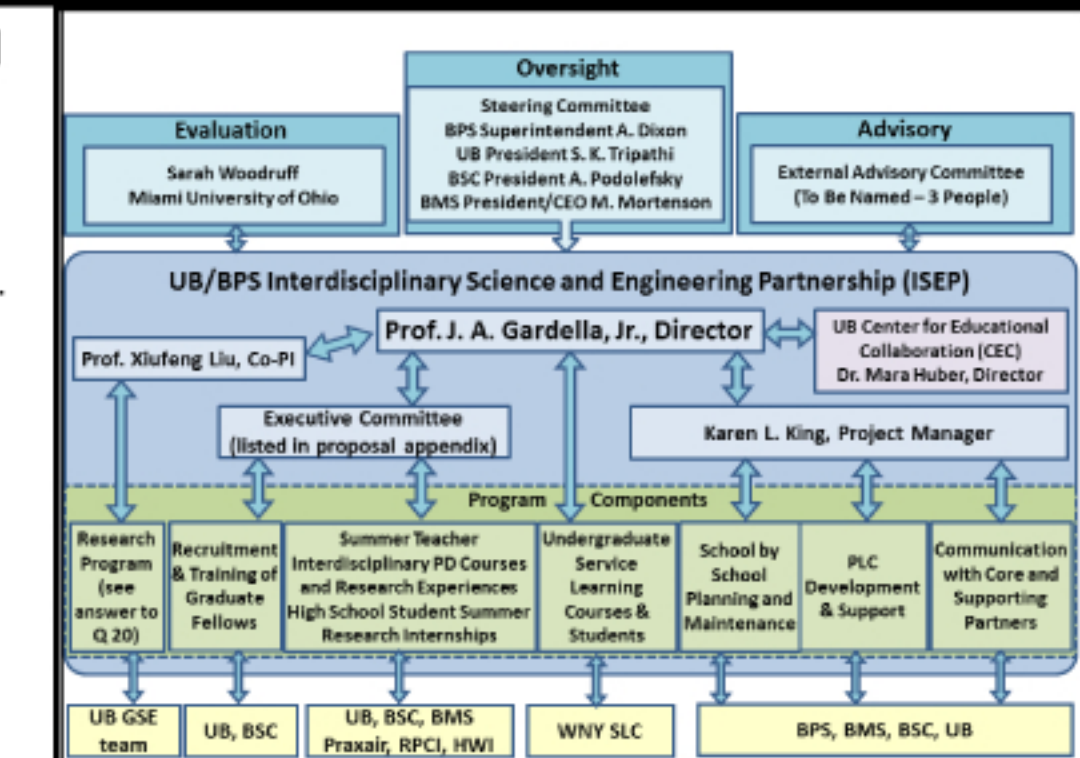 Oversight
Steering Committee
BPS Superintendent A. Dixon
UB President S. K. Tripathi
BSC President A. Podolefsky
BMS President/CEO M. Mortenson
Evaluation
Sarah Woodruff
Miami University of Ohio
Advisory
External Advisory Committee
(To Be Named – 3 People)
UB/BPS Interdisciplinary Science and Engineering Partnership (ISEP)
Prof. J. A. Gardella, Jr., Director
Prof. Xiufeng Liu, Co-PI
UB Center for Educational
Collaboration (CEC)
Dr. Mara Huber, Director
Executive Committee
(listed in proposal appendix)
Karen L. King, Project Manager
Program Components
Research
Program
(see
answer to
Q 20)
Recruitment
& Training of
Graduate
Fellows
Summer Teacher
Interdisciplinary PD Courses
and Research Experiences
High School Student Summer
Research Internships
Undergraduate
Service
Learning
Courses &
Students
School by
School
Planning and
Maintenance
PLC
Development
& Support
Communication
with Core and
Supporting
Partners
UB GSE
team
UB, BSC
UB, BSC, BMS
Praxair, RPCI, HWI
WNY SLC
BPS, BMS, BSC, UB